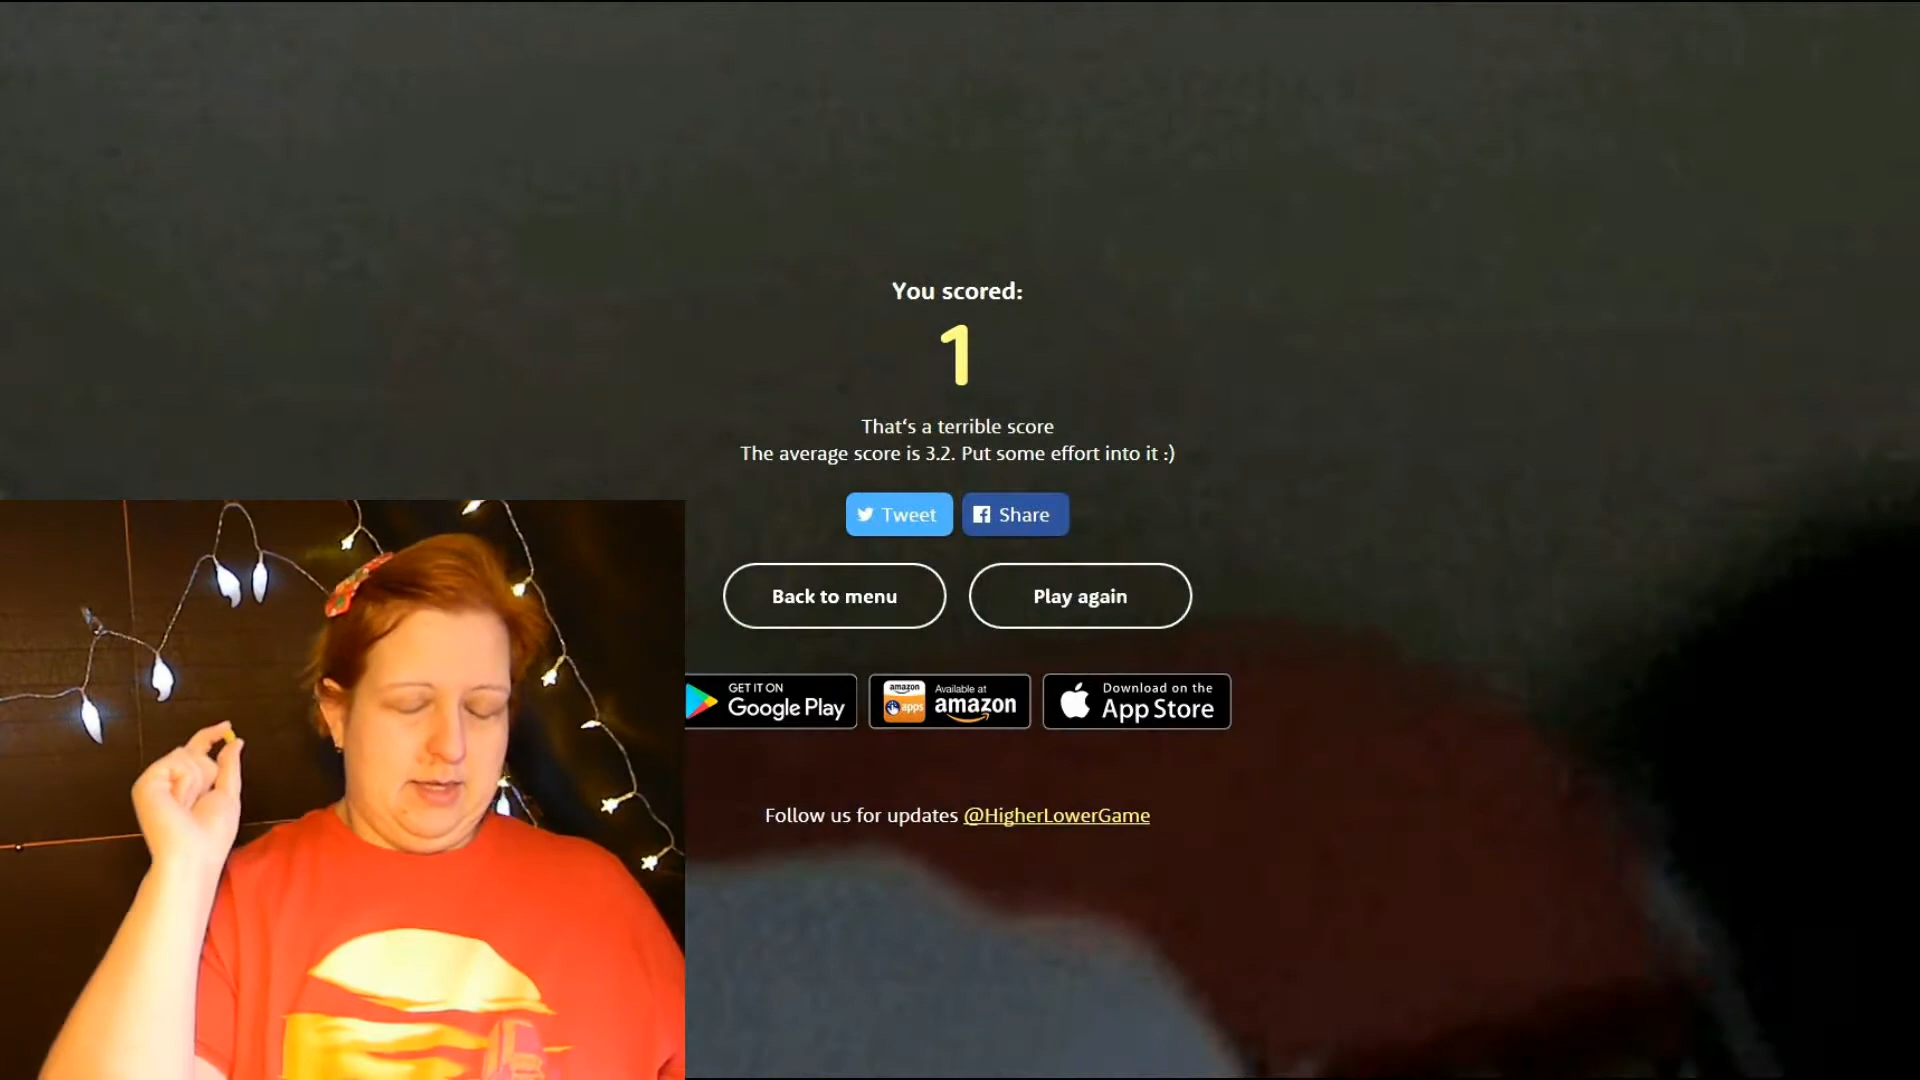 You scored:
1
That's a terrible score
The average score is 3.2. Put some effort into it :)
Tweet
Share
Back to menu
Play again
GET IT ON
Google Play
amazon
apps
Available at
amazon
Download on the
App Store
Follow us for updates @HigherLowerGame